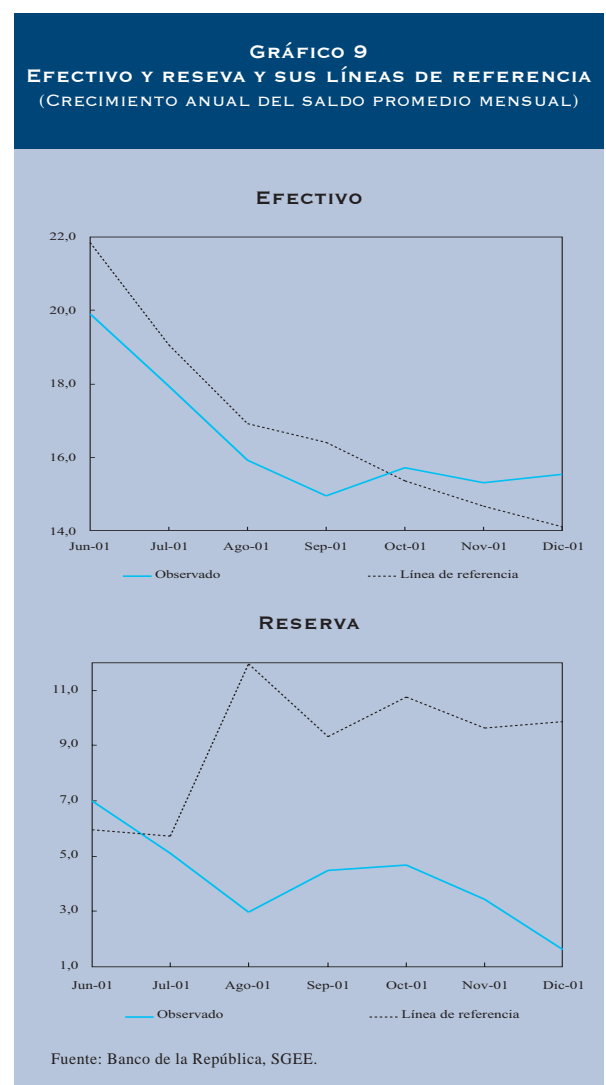 GRÁFICO 9
EFECTIVO Y RESEVA Y SUS LÍNEAS DE REFERENCIA
(CRECIMIENTO ANUAL DEL SALDO PROMEDIO MENSUAL)
EFECTIVO
22,0
20,0
18,0
16,0
14,0
Jun-01 Jul-01 Ago-01 Sep-01 Oct-01 Nov-01 Dic-01
Observado Línea de referencia
RESERVA
11,0
9,0
7,0
5,0
3,0
1,0
Jun-01 Jul-01 Ago-01 Sep-01 Oct-01 Nov-01 Dic-01
Observado Línea de referencia
Fuente: Banco de la República, SGEE.